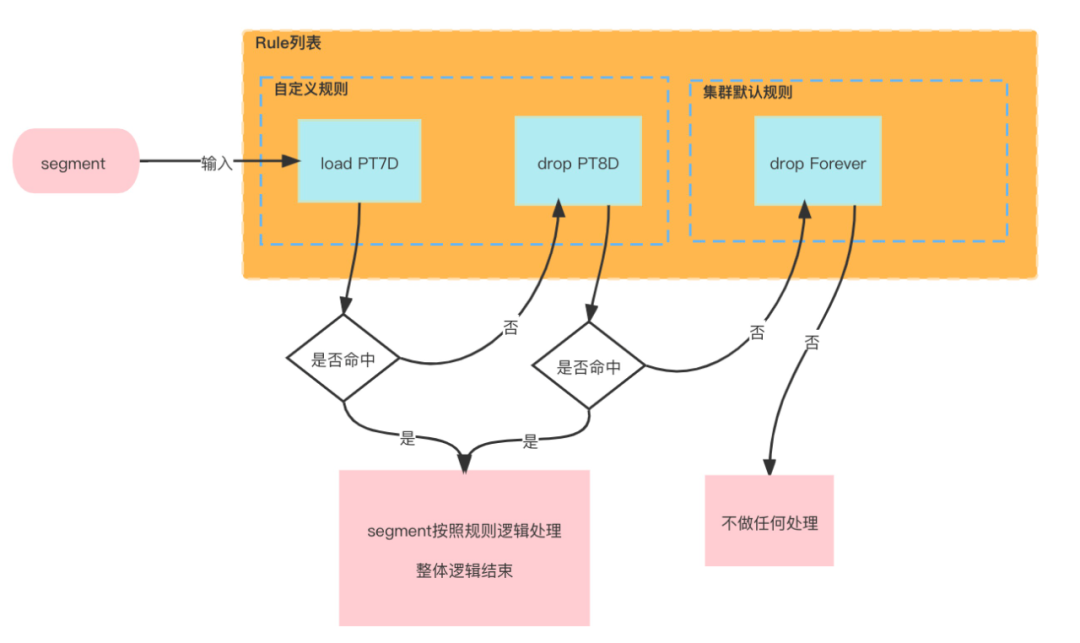 Rule列表
自定义规则
集群默认规则
segment
输入
load PT7D
drop PT8D
drop Forever
否
否
否
是否命中
是否命中
是
是
segment按照规则逻辑处理
整体逻辑结束
不做任何处理